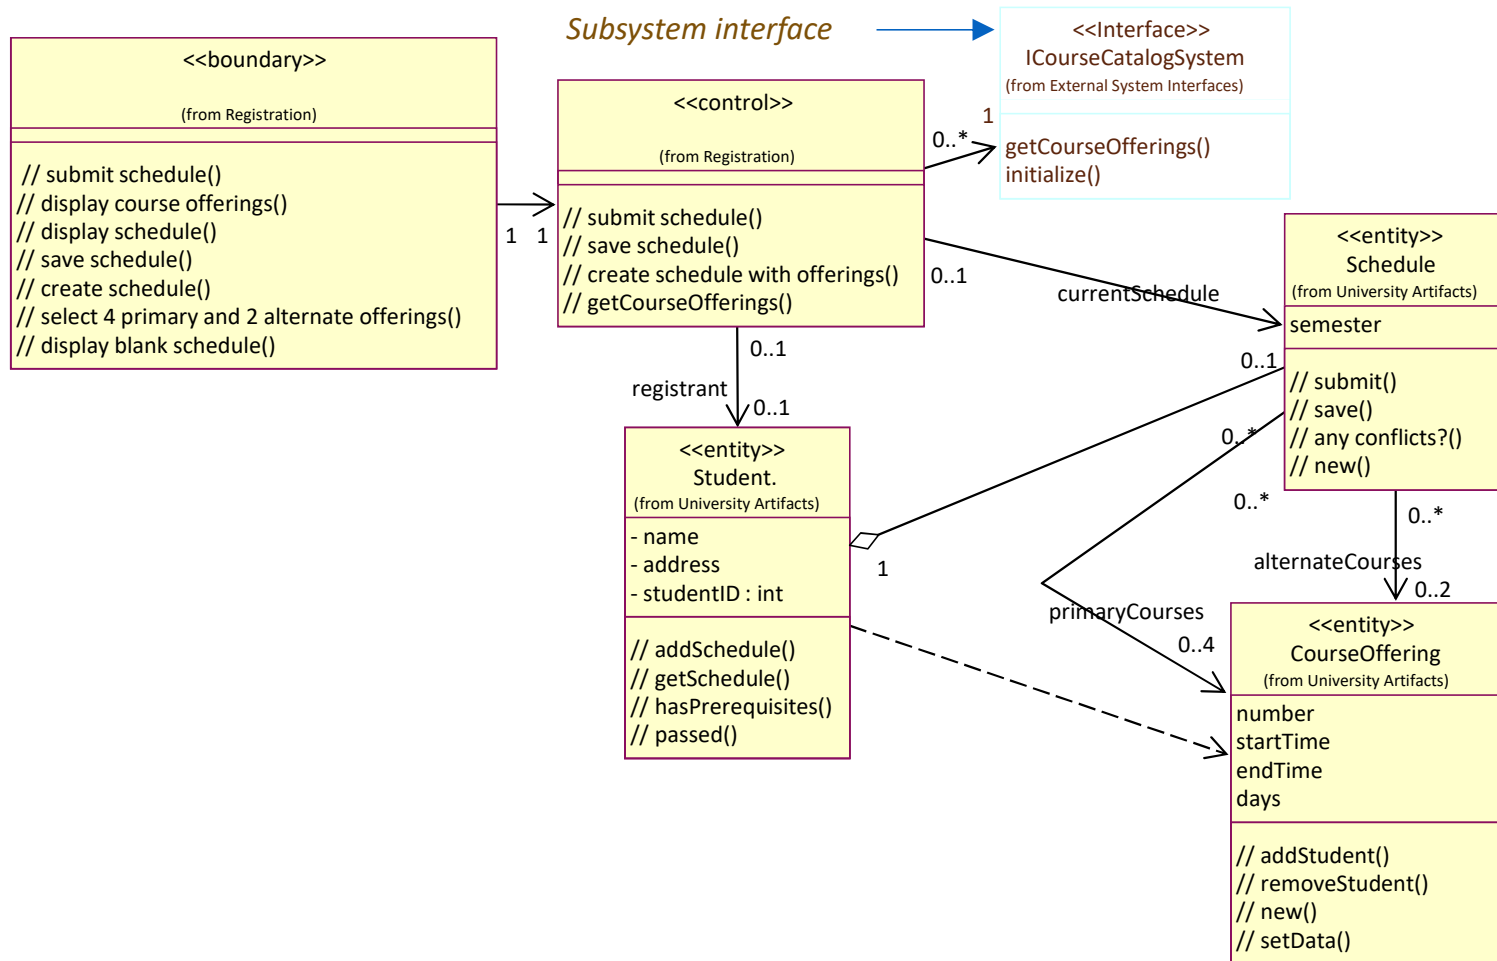 Subsystem interface
<<boundary>>
(from Registration)
// submit schedule()
// display course offerings()
// display schedule()
// save schedule()
// create schedule()
// select 4 primary and 2 alternate offerings()
// display blank schedule()
1
1
<<control>>
(from Registration)
// submit schedule()
// save schedule()
// create schedule with offerings()
// getCourseOfferings()
0..*
1
<<Interface>>
ICourseCatalogSystem
(from External System Interfaces)
getCourseOfferings()
initialize()
0..1
currentSchedule
0..1
registrant
0..1
<<entity>>
Schedule
(from University Artifacts)
semester
// submit()
// save()
// any conflicts?()
// new()
0..1
0..*
0..*
0..*
<<entity>>
Student.
(from University Artifacts)
- name
- address
- studentID : int
// addSchedule()
// getSchedule()
// hasPrerequisites()
// passed()
1
primaryCourses
0..4
alternateCourses
0..2
<<entity>>
CourseOffering
(from University Artifacts)
number
startTime
endTime
days
// addStudent()
// removeStudent()
// new()
// setData()